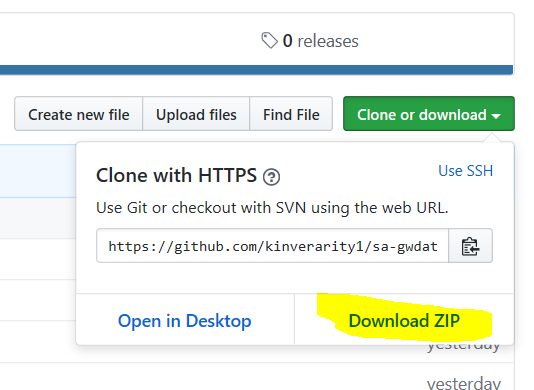 0 releases
Create new file Upload files Find File Clone or download
Clone with HTTPS ?
Use SSH
Use Git or checkout with SVN using the web URL.
https://github.com/kinverarity1/sa-gwdat
Open in Desktop Download ZIP
yesterday
yesterday